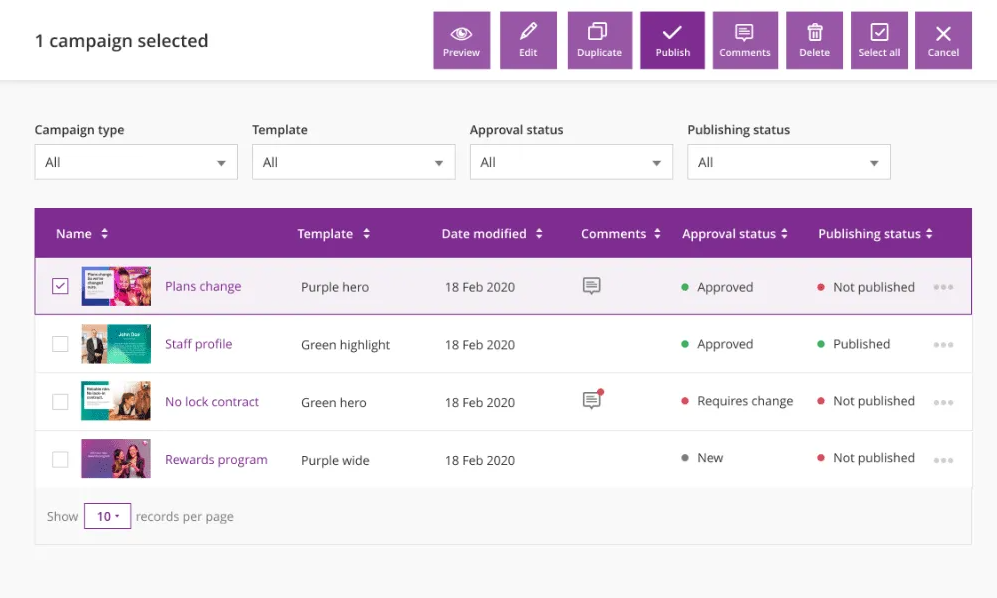 1 campaign selected
Preview Edit Duplicate Publish Comments Delete Select all Cancel
Campaign type Template Approval status Publishing status
All All All All
Name Template Date modified Comments Approval status Publishing status
Plans change Purple hero 18 Feb 2020 Approved Not published
Staff profile Green highlight 18 Feb 2020 Approved Published
No lock contract Green hero 18 Feb 2020 Requires change Not published
Rewards program Purple wide 18 Feb 2020 New Not published
Show 10 records per page